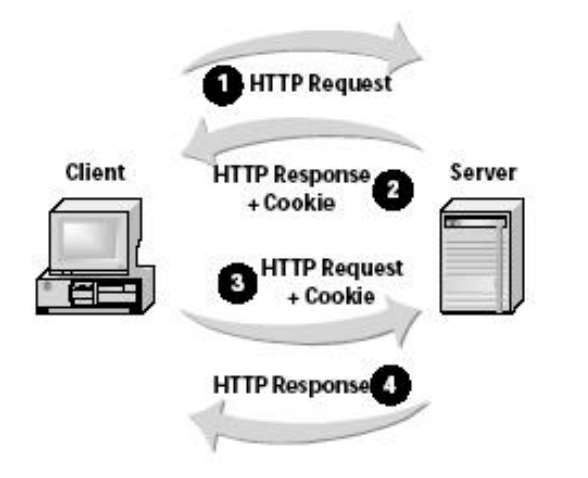 1 HTTP Request
Client
HTTP Response 2
+ Cookie
Server
3 HTTP Request
+ Cookie
HTTP Response 4